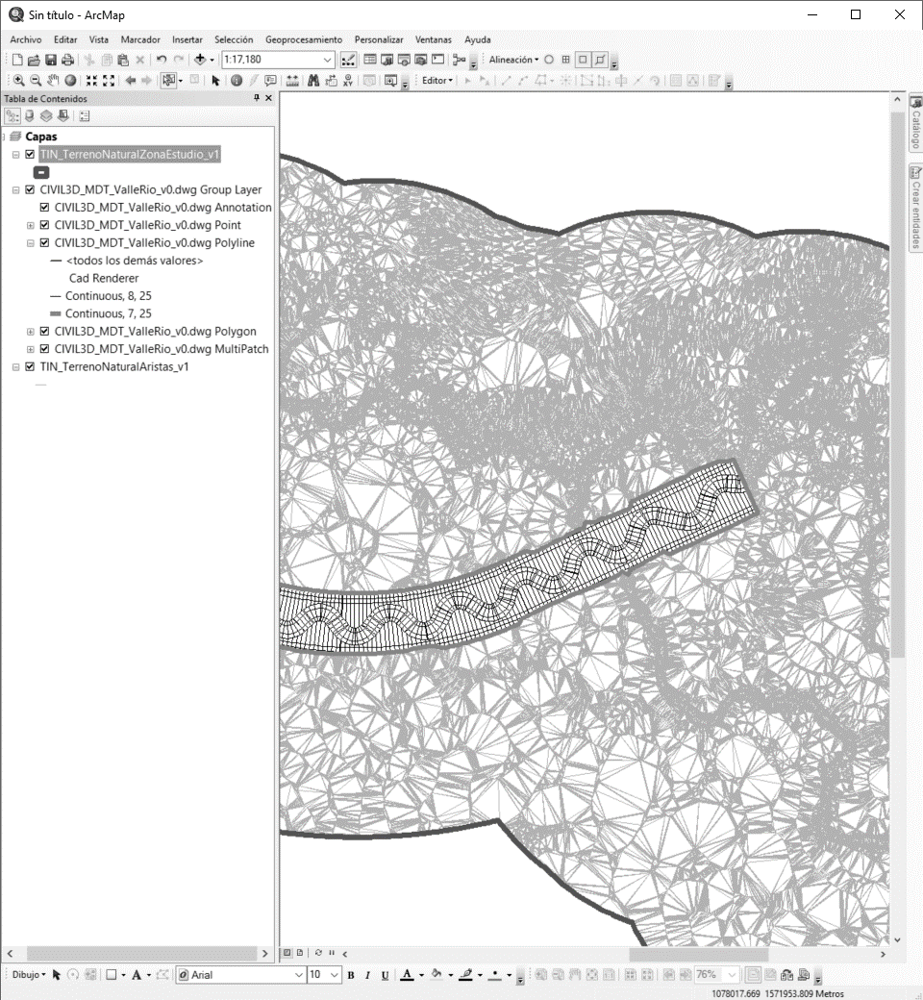 Sin título - ArcMap
Archivo Editar Vista Marcador Insertar Selección Geoprocesamiento Personalizar Ventanas Ayuda
1:17,180 Alineación
Editor
Tabla de Contenidos
Capas
TIN_TerrenoNaturalZonaEstudio_v1
CIVIL3D_MDT_ValleRio_v0.dwg Group Layer
CIVIL3D_MDT_ValleRio_v0.dwg Annotation
CIVIL3D_MDT_ValleRio_v0.dwg Point
CIVIL3D_MDT_ValleRio_v0.dwg Polyline
<todos los demás valores>
Cad Renderer
Continuous, 8, 25
Continuous, 7, 25
CIVIL3D_MDT_ValleRio_v0.dwg Polygon
CIVIL3D_MDT_ValleRio_v0.dwg MultiPatch
TIN_TerrenoNaturalAristas_v1
Catálogo
Crear entidades
Dibujo A Arial 10 B I U A 76%
1078017.669 1571953.809 Metros